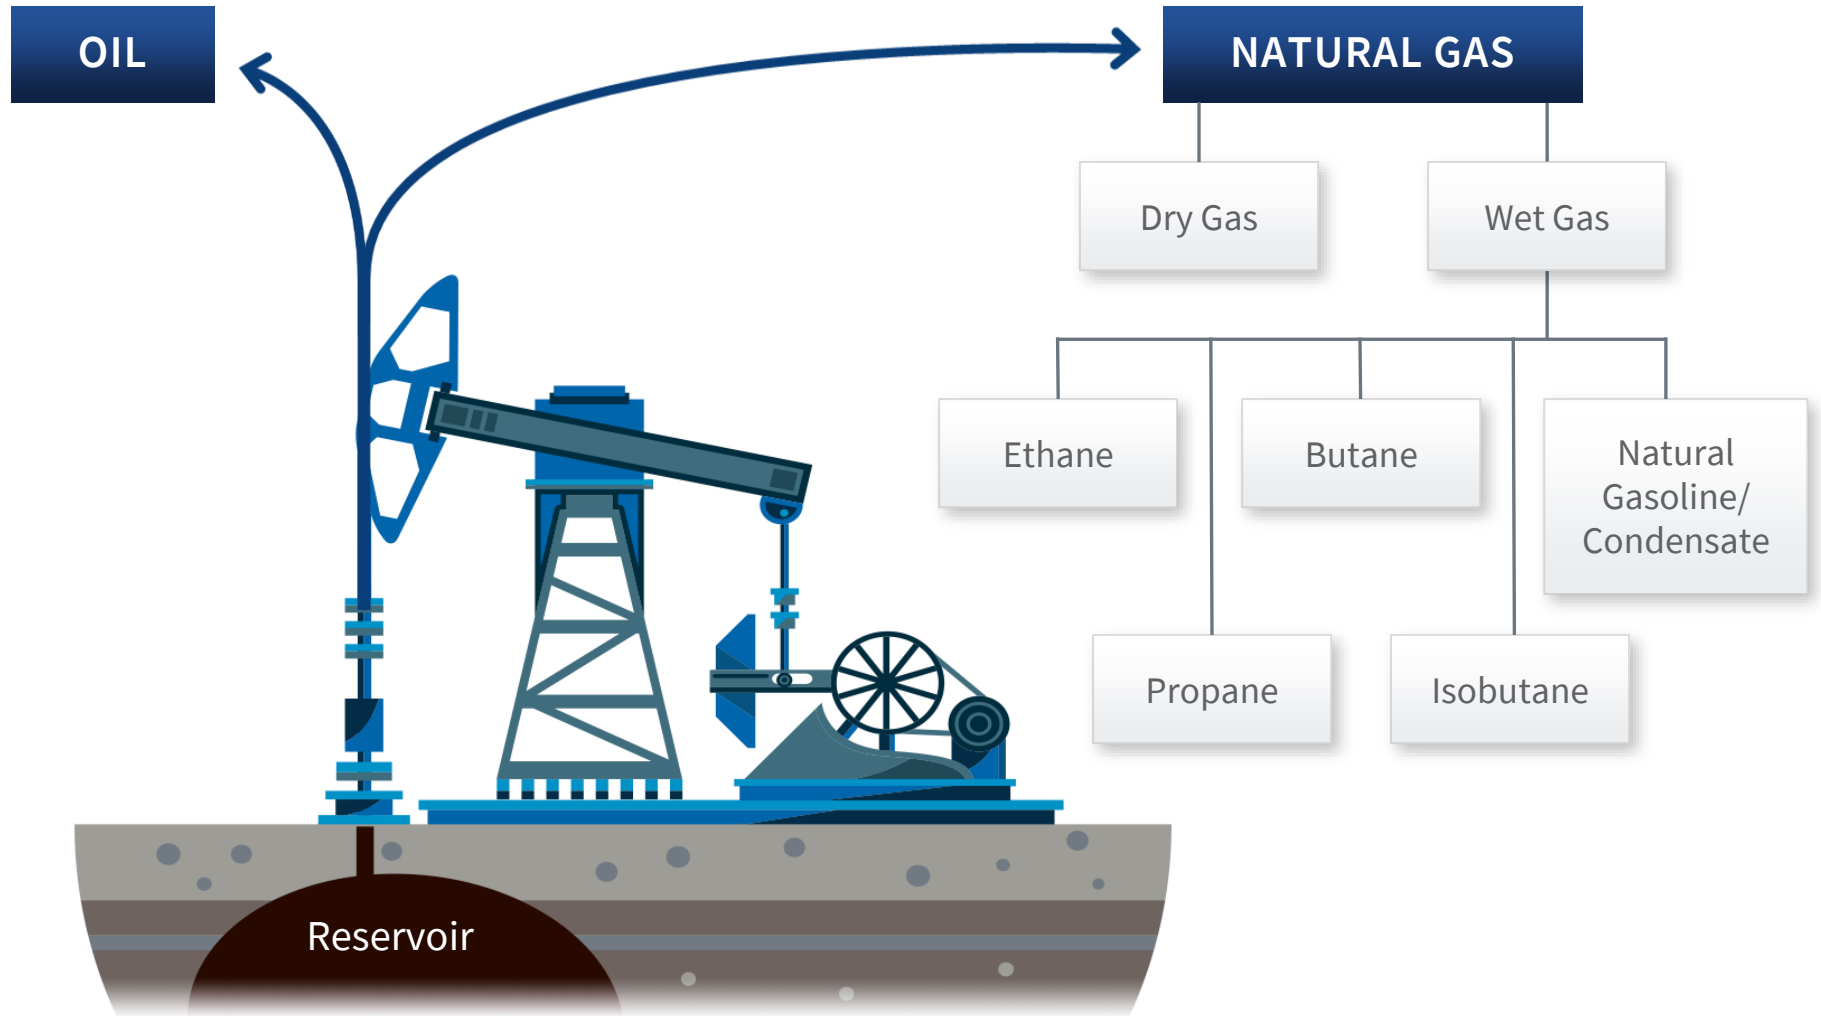 OIL
NATURAL GAS
Dry Gas
Wet Gas
Ethane
Butane
Natural
Gasoline/
Condensate
Propane
Isobutane
Reservoir